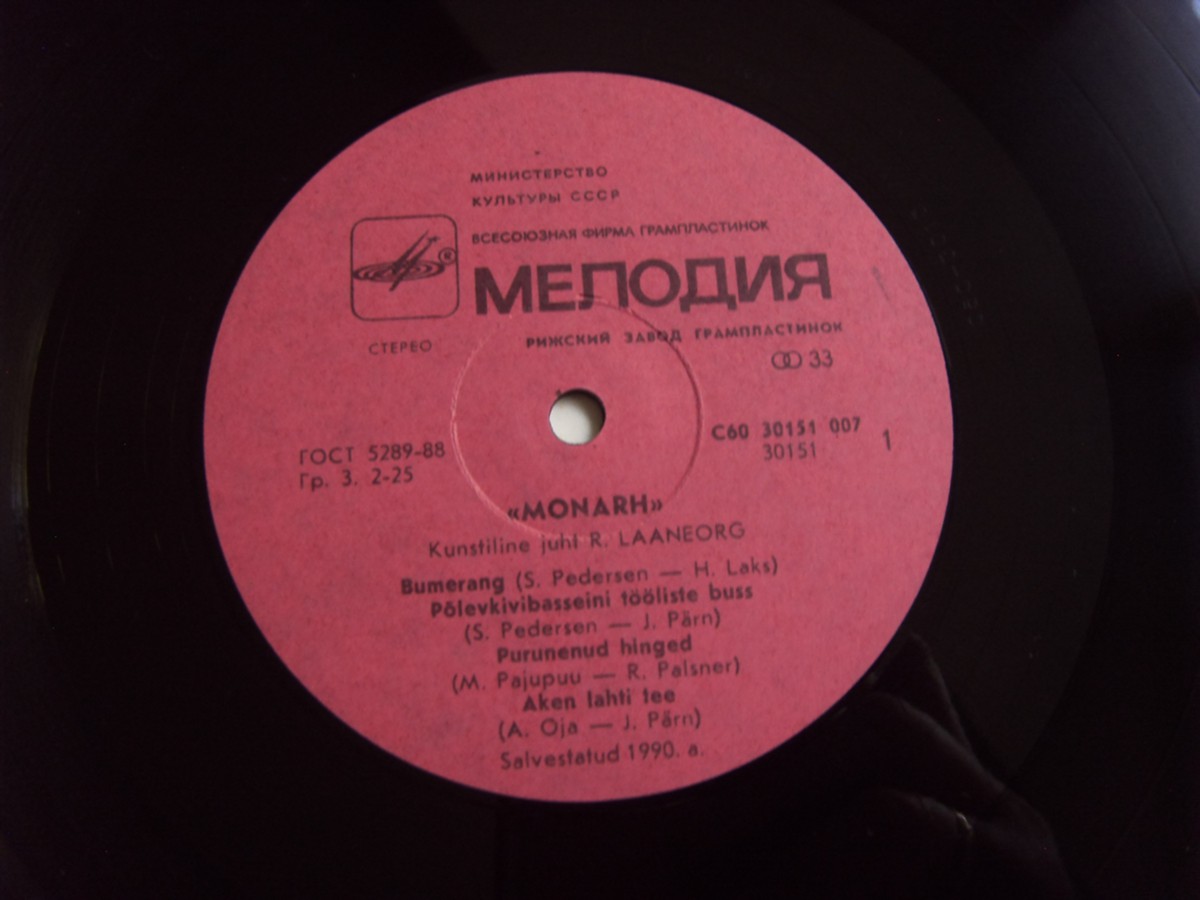 МИНИСТЕРСТВО
КУЛЬТУРЫ СССР
ВСЕСОЮЗНАЯ ФИРМА ГРАМПЛАСТИНОК
®
МЕЛОДИЯ
РИЖСКИЙ ЗАВОД ГРАМПЛАСТИНОК
СТЕРЕО
33
ГОСТ 5289-88
Гр. 3. 2-25
С60 30151 007
30151
1
«MONARH»
Kunstiline juht R. LAANEORG
Bumerang (S. Pedersen — H. Laks)
Põlevkivibasseini tööliste buss
(S. Pedersen — J. Pärn)
Purunenud hinged
(M. Pajupuu — R. Palsner)
Aken lahti tee
(A. Oja — J. Pärn)
Salvestatud 1990. a.